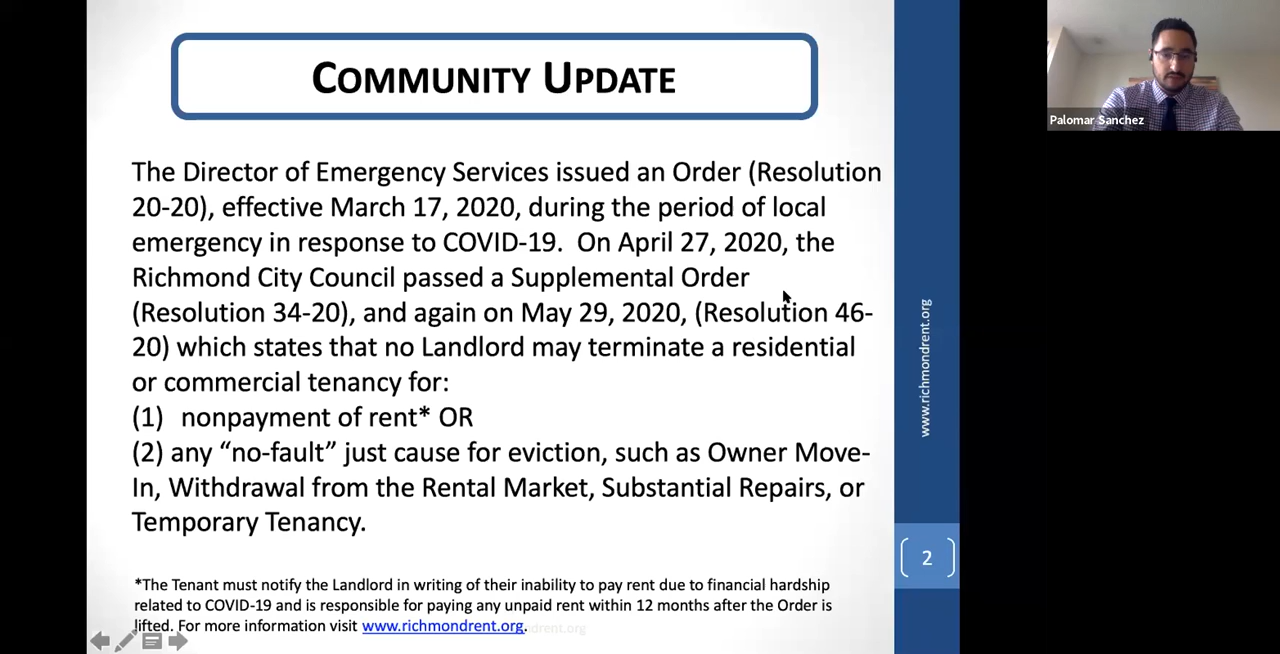 COMMUNITY UPDATE
Palomar Sanchez
The Director of Emergency Services issued an Order (Resolution
20-20), effective March 17, 2020, during the period of local
emergency in response to COVID-19.  On April 27, 2020, the
Richmond City Council passed a Supplemental Order
(Resolution 34-20), and again on May 29, 2020, (Resolution 46-
20) which states that no Landlord may terminate a residential
or commercial tenancy for:
(1) nonpayment of rent* OR
(2) any “no-fault” just cause for eviction, such as Owner Move-
In, Withdrawal from the Rental Market, Substantial Repairs, or
Temporary Tenancy.
www.richmondrent.org
2
*The Tenant must notify the Landlord in writing of their inability to pay rent due to financial hardship
related to COVID-19 and is responsible for paying any unpaid rent within 12 months after the Order is
lifted. For more information visit www.richmondrent.org.
drent.org